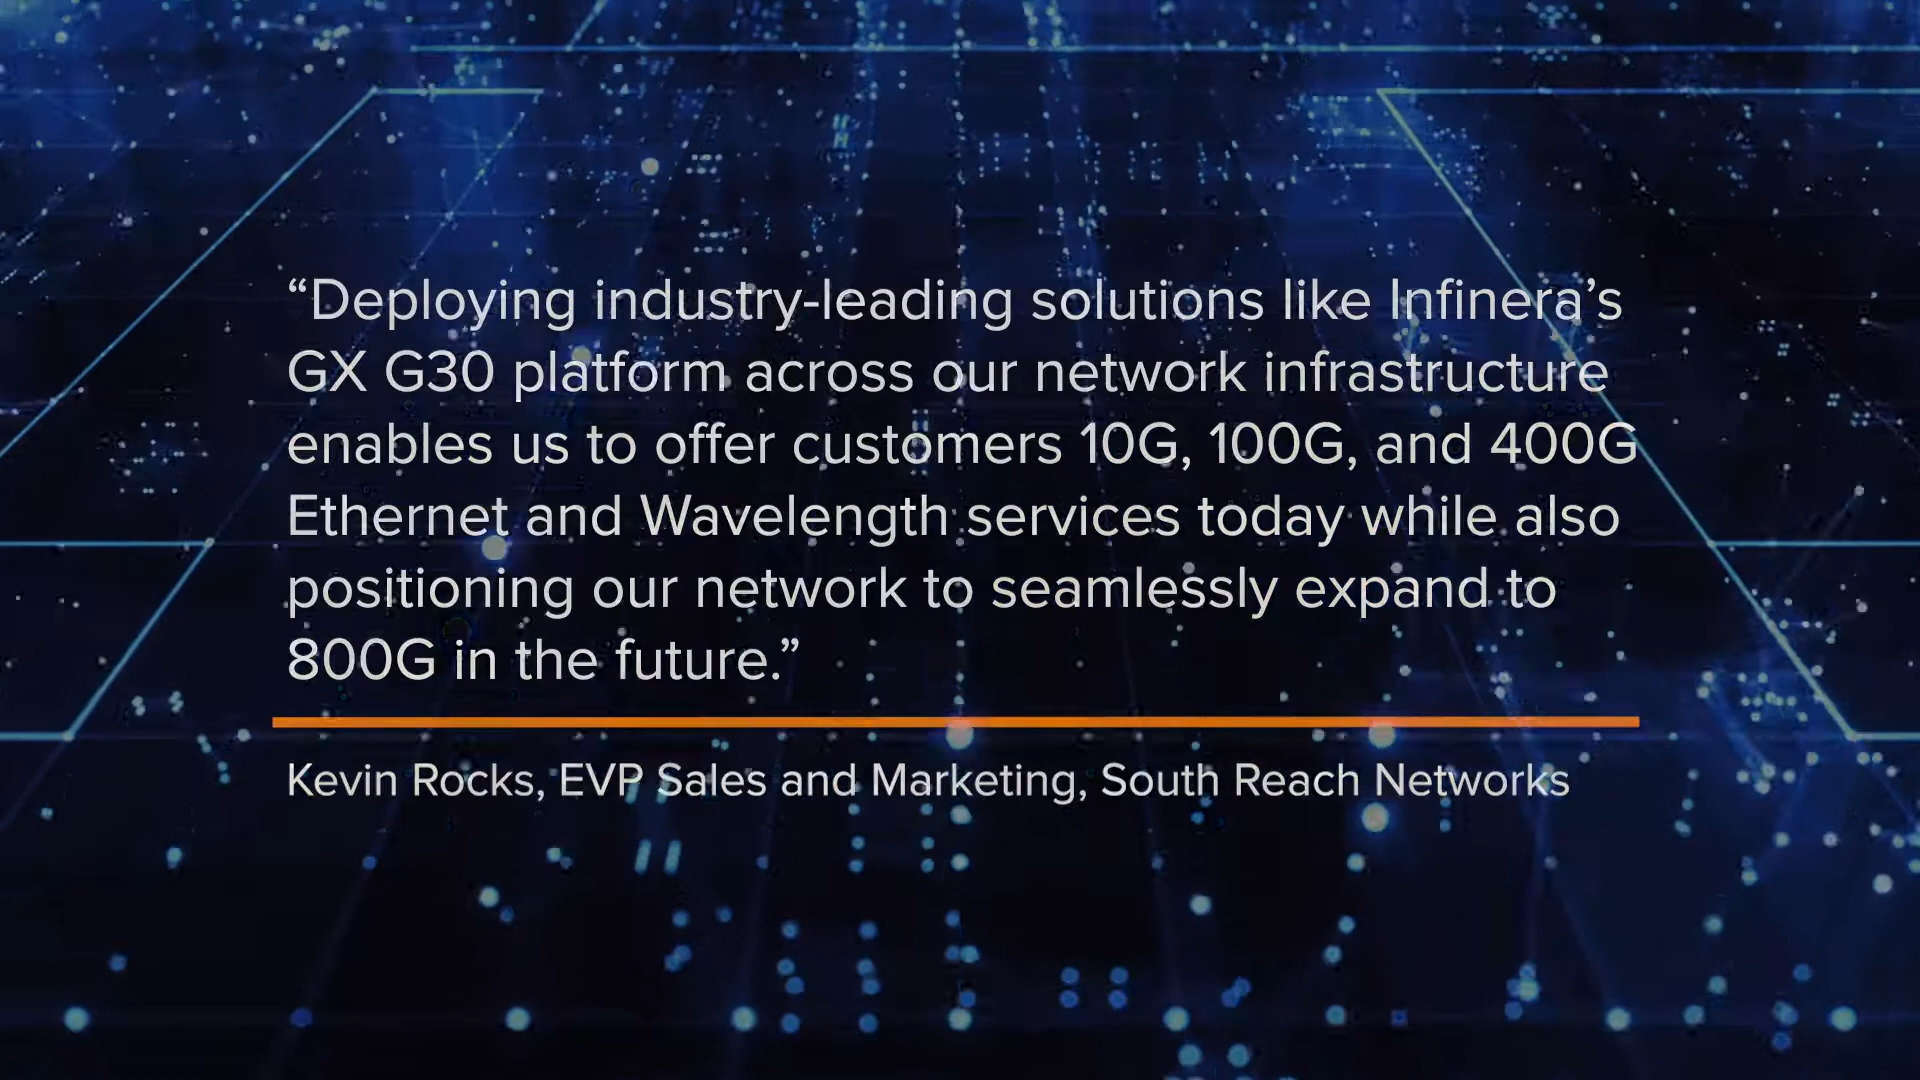 “Deploying industry-leading solutions like Infinera’s
GX G30 platform across our network infrastructure
enables us to offer customers 10G, 100G, and 400G
Ethernet and Wavelength services today while also
positioning our network to seamlessly expand to
800G in the future.”
Kevin Rocks, EVP Sales and Marketing, South Reach Networks